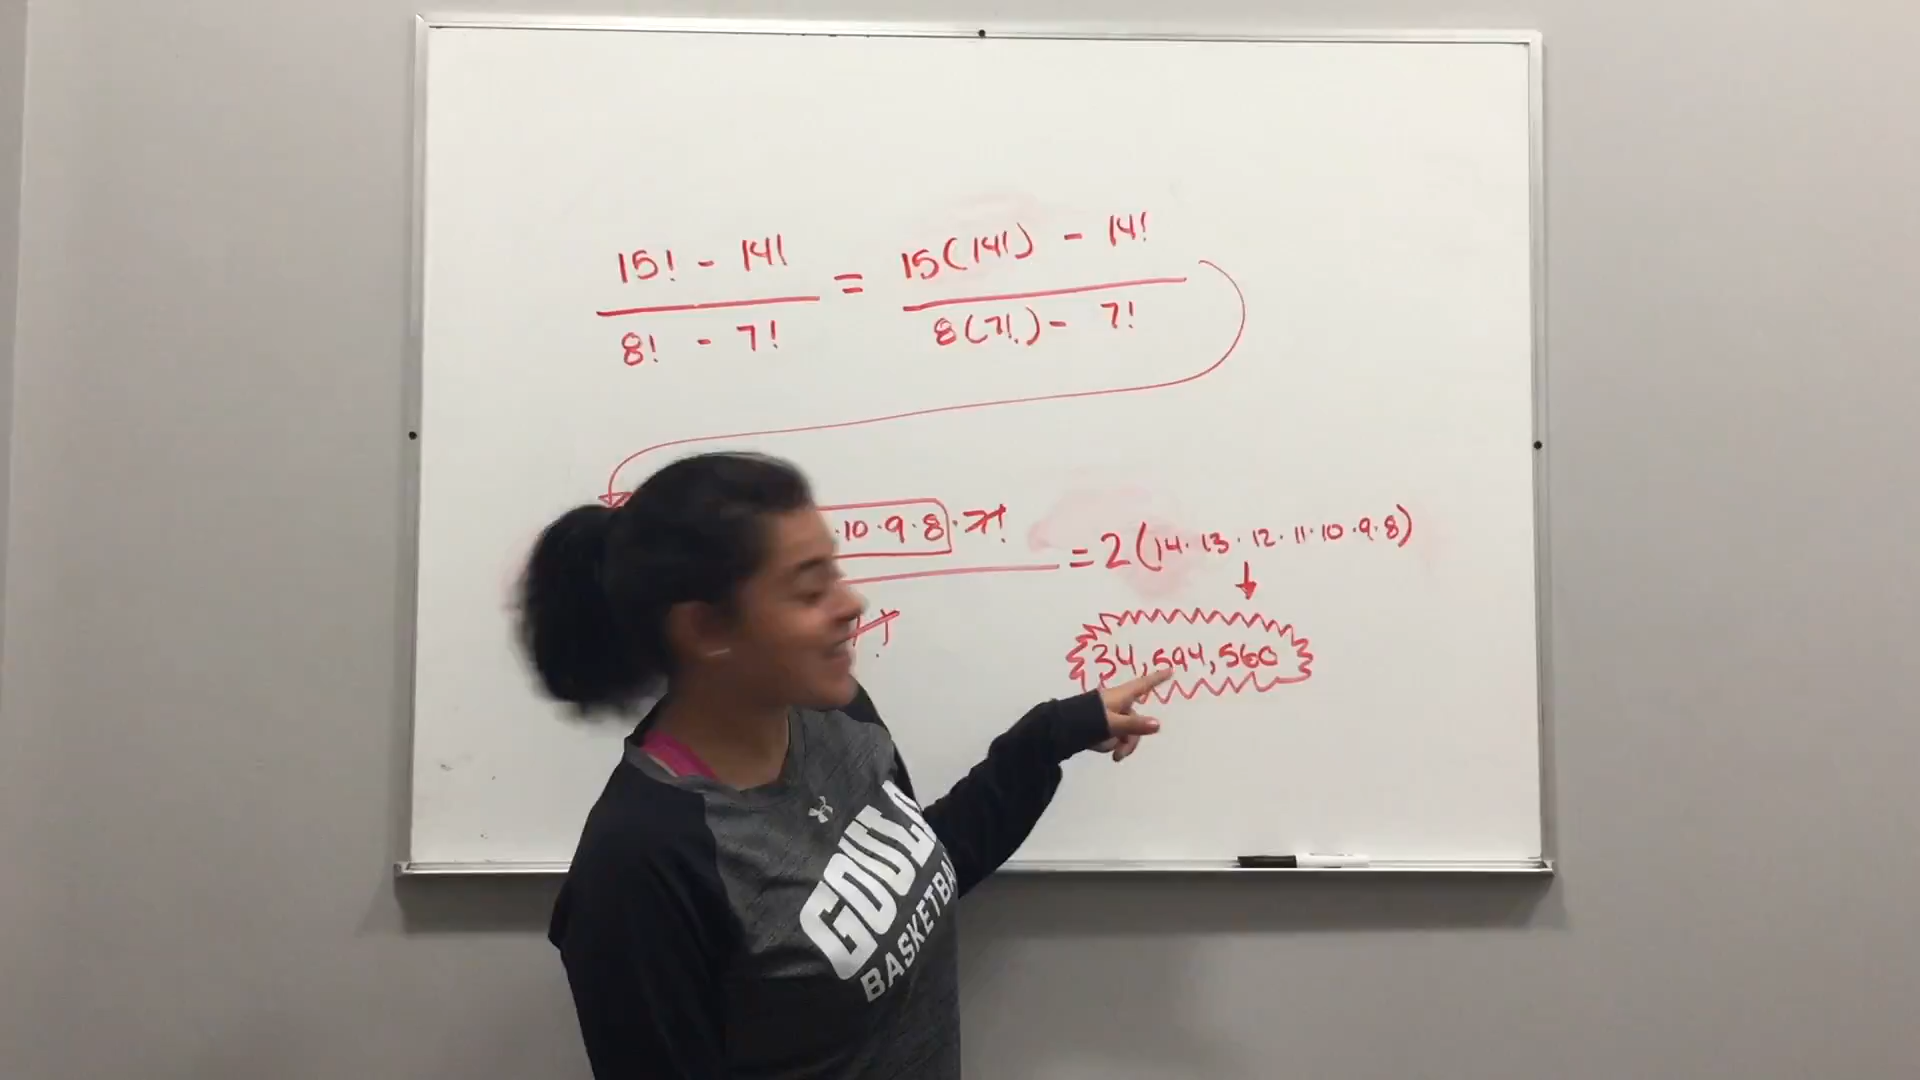 15! - 14! = 15(14!) - 14!
8! - 7! 8(7!) - 7!
·10·9·8·7! = 2(14·13·12·11·10·9·8)
34,594,560
BASKETBA